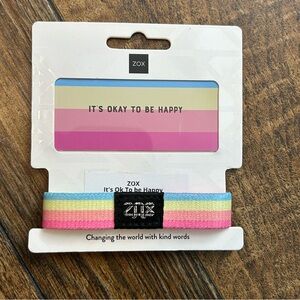 ZOX
IT'S OKAY TO BE HAPPY
ZOX
It's Ok To be Happy
ZOX
Changing the world with kind words